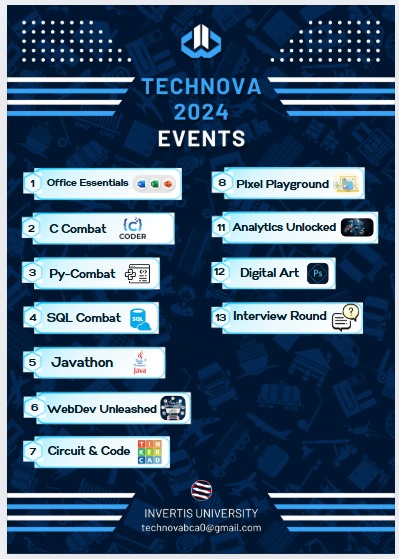 TECHNOVA
2024
EVENTS
1 Office Essentials
2 C Combat C CODER
3 Py-Combat
4 SQL Combat SQL
5 Javathon Java
6 WebDev Unleashed
7 Circuit & Code TINKERCAD
8 Pixel Playground
11 Analytics Unlocked
12 Digital Art Ps
13 Interview Round ?
INVERTIS UNIVERSITY
technovabca0@gmail.com